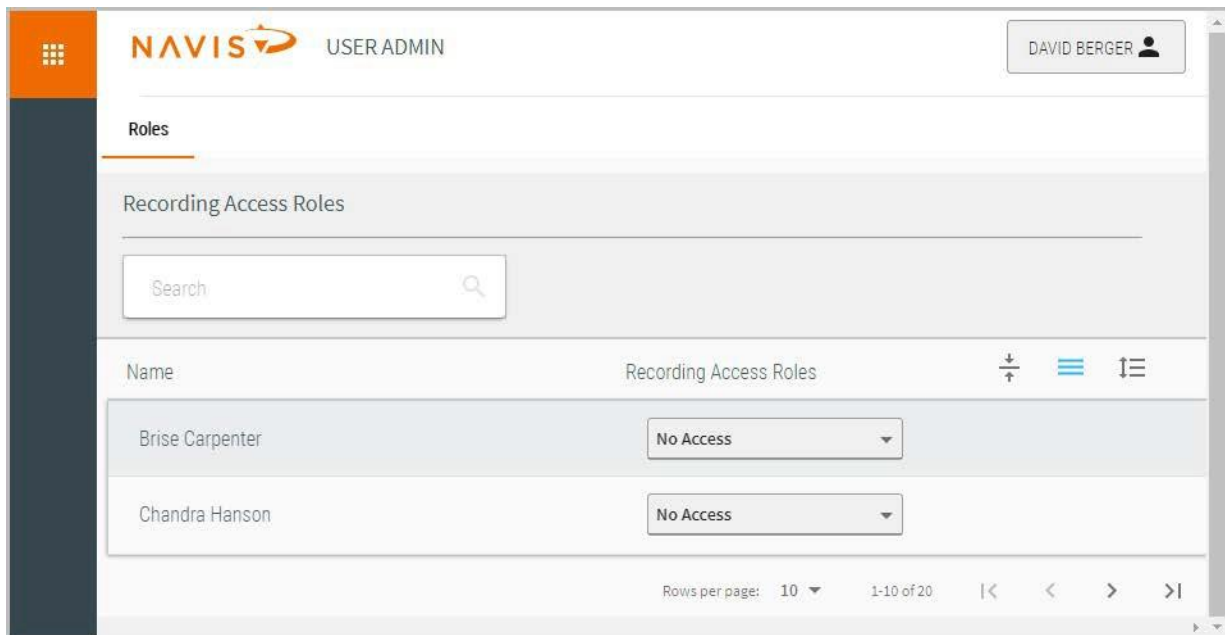 NAVIS USER ADMIN DAVID BERGER
Roles
Recording Access Roles
Search
Name Recording Access Roles
Brise Carpenter No Access
Chandra Hanson No Access
Rows per page: 10 1-10 of 20